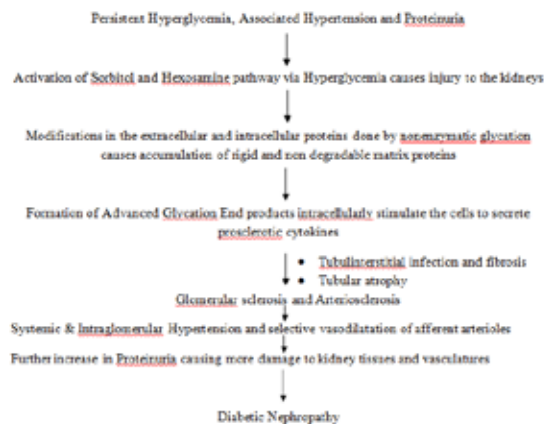 Persistent Hyperglycemia, Associated Hypertension and Proteinuria
Activation of Sorbitol and Hexosamine pathway via Hyperglycemia causes injury to the kidneys
Modifications in the extracellular and intracellular proteins done by nonenzymatic glycation
causes accumulation of rigid and non degradable matrix proteins
Formation of Advanced Glycation End products intracellularly stimulate the cells to secrete
prosclerotic cytokines
• Tubulinterstitial infection and fibrosis
• Tubular atrophy
Glomerular sclerosis and Arteriosclerosis
Systemic & Intraglomerular Hypertension and selective vasodilatation of afferent arterioles
Further increase in Proteinuria causing more damage to kidney tissues and vasculatures
Diabetic Nephropathy